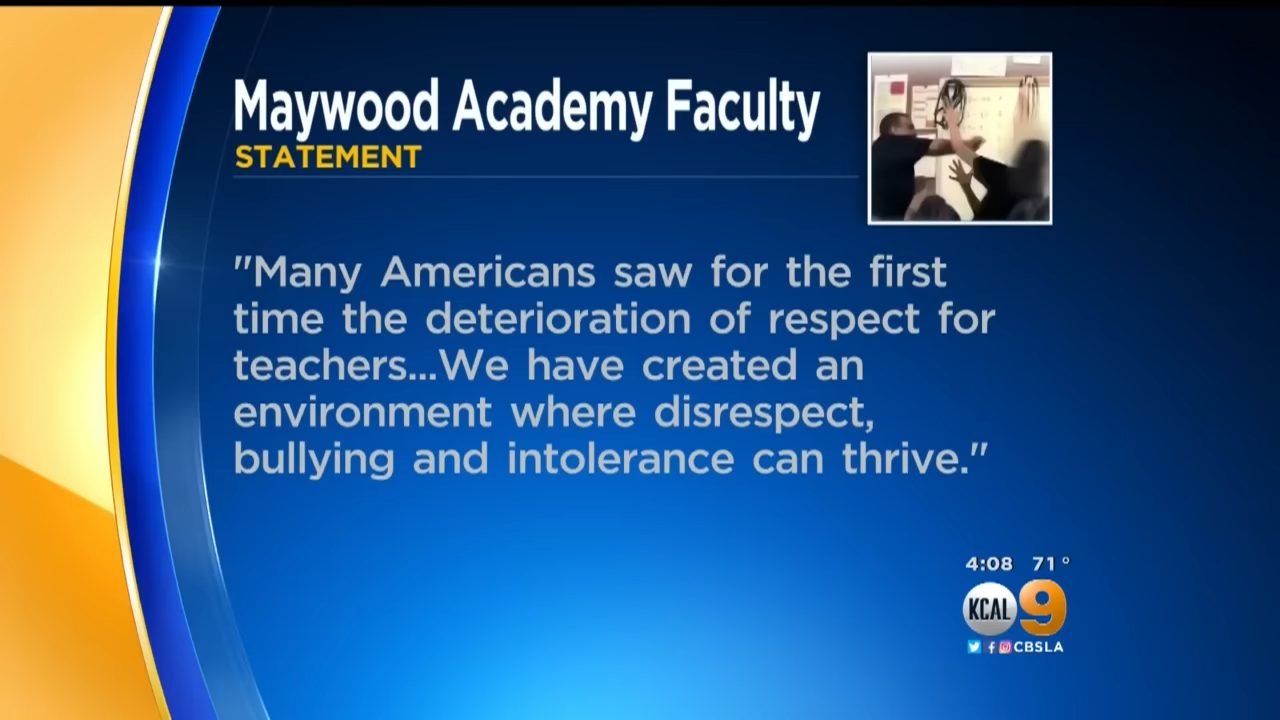 Maywood Academy Faculty
STATEMENT
"Many Americans saw for the first
time the deterioration of respect for
teachers...We have created an
environment where disrespect,
bullying and intolerance can thrive."
4:08 71°
KCAL 9
CBSLA